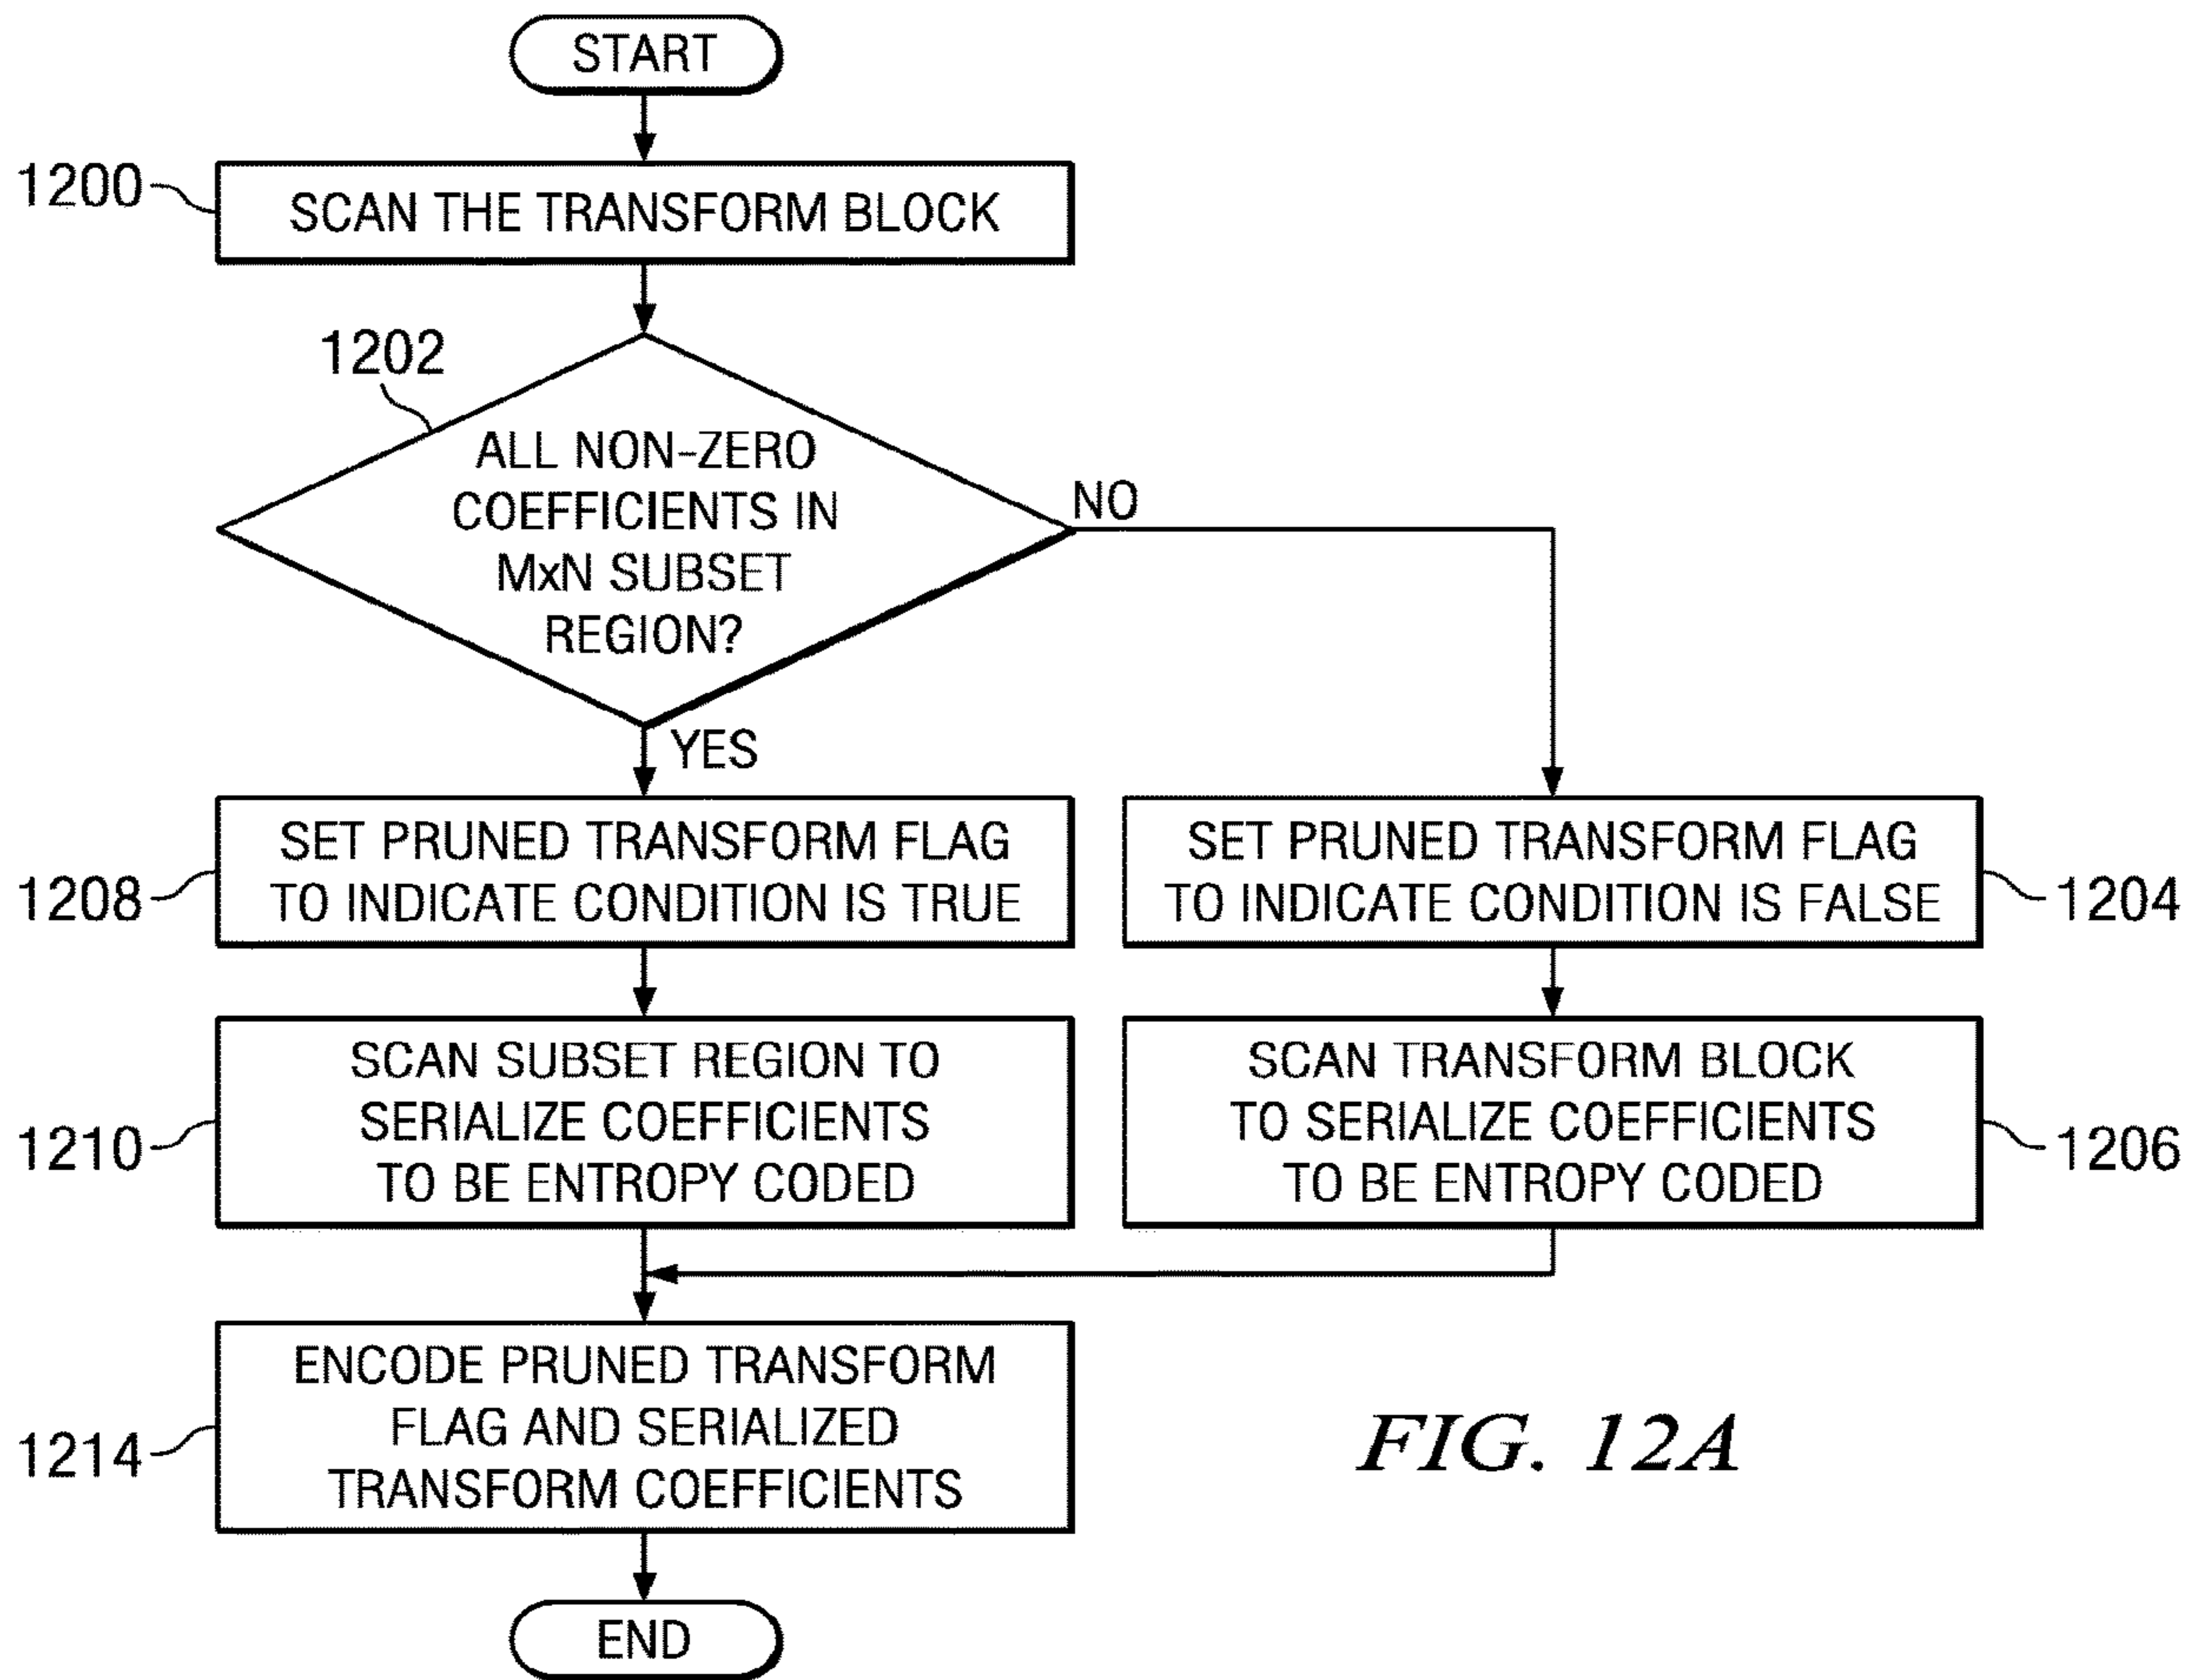 START
1200
SCAN THE TRANSFORM BLOCK
1202
ALL NON-ZERO
COEFFICIENTS IN
MxN SUBSET
REGION?
NO
YES
SET PRUNED TRANSFORM FLAG
TO INDICATE CONDITION IS TRUE
1208
SET PRUNED TRANSFORM FLAG
TO INDICATE CONDITION IS FALSE
1204
SCAN SUBSET REGION TO
SERIALIZE COEFFICIENTS
TO BE ENTROPY CODED
1210
SCAN TRANSFORM BLOCK
TO SERIALIZE COEFFICIENTS
TO BE ENTROPY CODED
1206
ENCODE PRUNED TRANSFORM
FLAG AND SERIALIZED
TRANSFORM COEFFICIENTS
1214
FIG. 12A
END